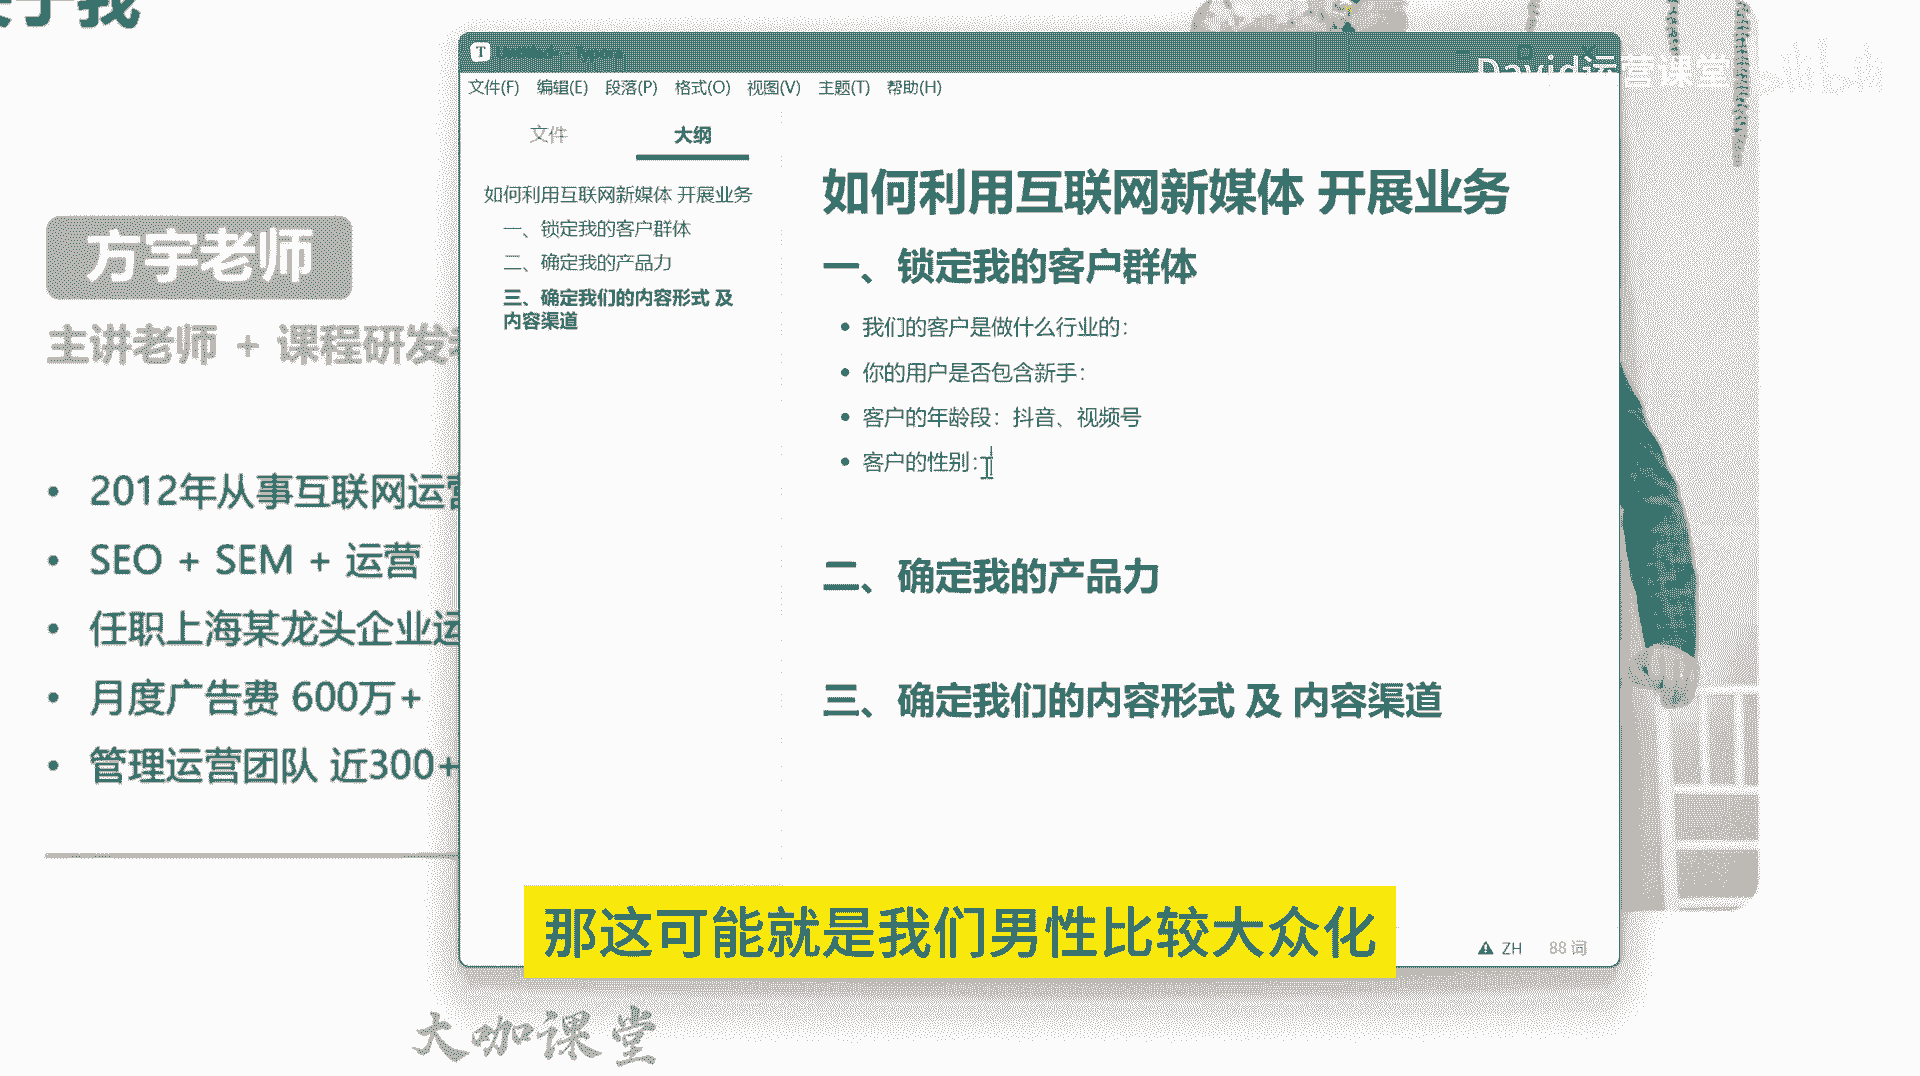 于我
方宇老师
主讲老师 + 课程研发
• 2012年从事互联网运营
• SEO + SEM + 运营
• 任职上海某龙头企业运
• 月度广告费 600万+
• 管理运营团队 近300+
T
David运营课堂
文件(F) 编辑(E) 段落(P) 格式(O) 视图(V) 主题(T) 帮助(H)
文件 大纲
如何利用互联网新媒体 开展业务
一、锁定我的客户群体
二、确定我的产品力
三、确定我们的内容形式 及
内容渠道
如何利用互联网新媒体 开展业务
一、锁定我的客户群体
• 我们的客户是做什么行业的：
• 你的用户是否包含新手：
• 客户的年龄段：抖音、视频号
• 客户的性别：
二、确定我的产品力
三、确定我们的内容形式 及 内容渠道
ZH 88 词
那这可能就是我们男性比较大众化
大咖课堂